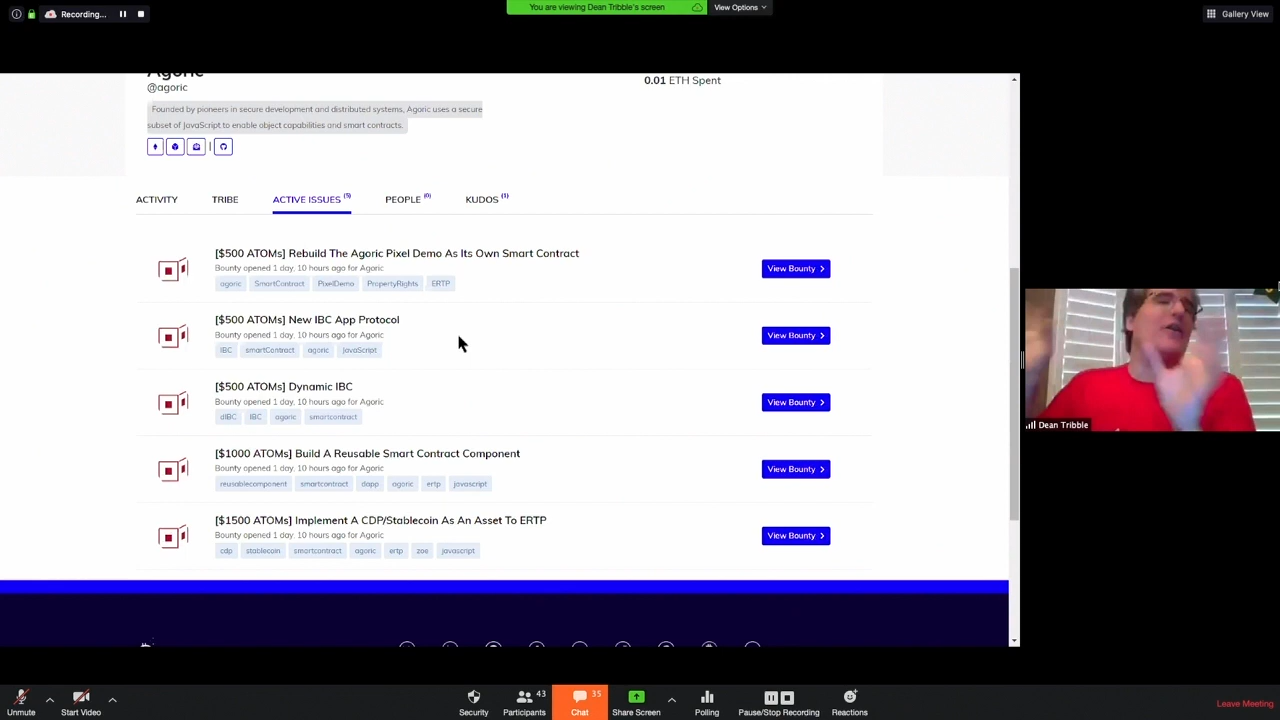 Recording...
You are viewing Dean Tribble's screen
View Options
Gallery View
Agoric
@agoric
0.01 ETH Spent
Founded by pioneers in secure development and distributed systems, Agoric uses a secure
subset of JavaScript to enable object capabilities and smart contracts.
ACTIVITY TRIBE ACTIVE ISSUES (5) PEOPLE (0) KUDOS (1)
[$500 ATOMs] Rebuild The Agoric Pixel Demo As Its Own Smart Contract
Bounty opened 1 day, 10 hours ago for Agoric
agoric SmartContract PixelDemo PropertyRights ERTP
View Bounty
[$500 ATOMs] New IBC App Protocol
Bounty opened 1 day, 10 hours ago for Agoric
IBC smartContract agoric JavaScript
View Bounty
[$500 ATOMs] Dynamic IBC
Bounty opened 1 day, 10 hours ago for Agoric
dIBC IBC agoric smartcontract
View Bounty
[$1000 ATOMs] Build A Reusable Smart Contract Component
Bounty opened 1 day, 10 hours ago for Agoric
reusablecomponent smartcontract dapp agoric ertp javascript
View Bounty
[$1500 ATOMs] Implement A CDP/Stablecoin As An Asset To ERTP
Bounty opened 1 day, 10 hours ago for Agoric
cdp stablecoin smartcontract agoric ertp zoe javascript
View Bounty
Dean Tribble
Unmute
Start Video
Security
Participants 43
Chat 35
Share Screen
Polling
Pause/Stop Recording
Reactions
Leave Meeting